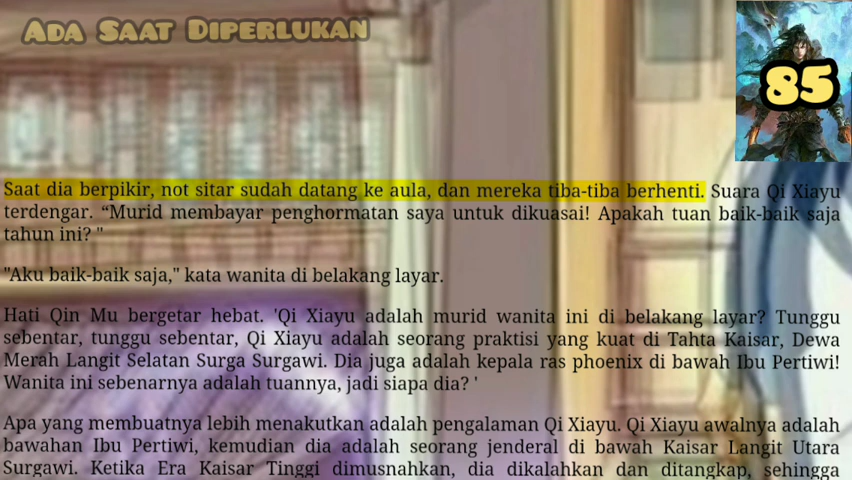 Ada Saat Diperlukan
85
Saat dia berpikir, not sitar sudah datang ke aula, dan mereka tiba-tiba berhenti. Suara Qi Xiayu
terdengar. “Murid membayar penghormatan saya untuk dikuasai! Apakah tuan baik-baik saja
tahun ini? "
"Aku baik-baik saja," kata wanita di belakang layar.
Hati Qin Mu bergetar hebat. 'Qi Xiayu adalah murid wanita ini di belakang layar? Tunggu
sebentar, tunggu sebentar, Qi Xiayu adalah seorang praktisi yang kuat di Tahta Kaisar, Dewa
Merah Langit Selatan Surga Surgawi. Dia juga adalah kepala ras phoenix di bawah Ibu Pertiwi!
Wanita ini sebenarnya adalah tuannya, jadi siapa dia? '
Apa yang membuatnya lebih menakutkan adalah pengalaman Qi Xiayu. Qi Xiayu awalnya adalah
bawahan Ibu Pertiwi, kemudian dia adalah seorang jenderal di bawah Kaisar Langit Utara
Surgawi. Ketika Era Kaisar Tinggi dimusnahkan, dia dikalahkan dan ditangkap, sehingga